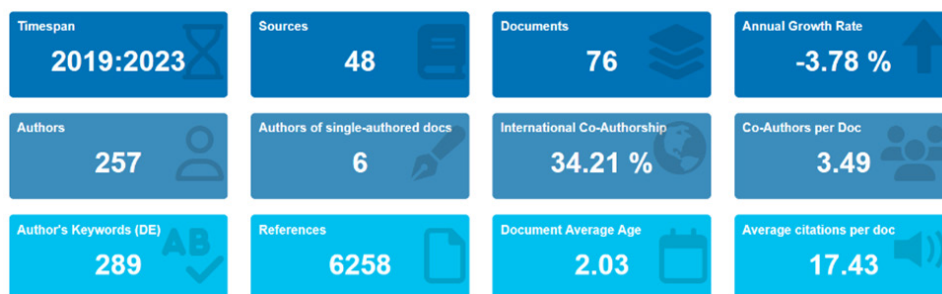 Timespan
2019:2023
Sources
48
Documents
76
Annual Growth Rate
-3.78 %
Authors
257
Authors of single-authored docs
6
International Co-Authorship
34.21 %
Co-Authors per Doc
3.49
Author's Keywords (DE)
AB
289
References
6258
Document Average Age
2.03
Average citations per doc
17.43